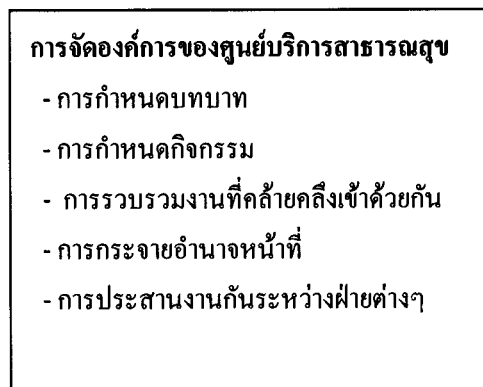 การจัดองค์การของศูนย์บริการสาธารณสุข
- การกำหนดบทบาท
- การกำหนดกิจกรรม
- การรวบรวมงานที่คล้ายคลึงเข้าด้วยกัน
- การกระจายอำนาจหน้าที่
- การประสานงานกันระหว่างฝ่ายต่างๆ